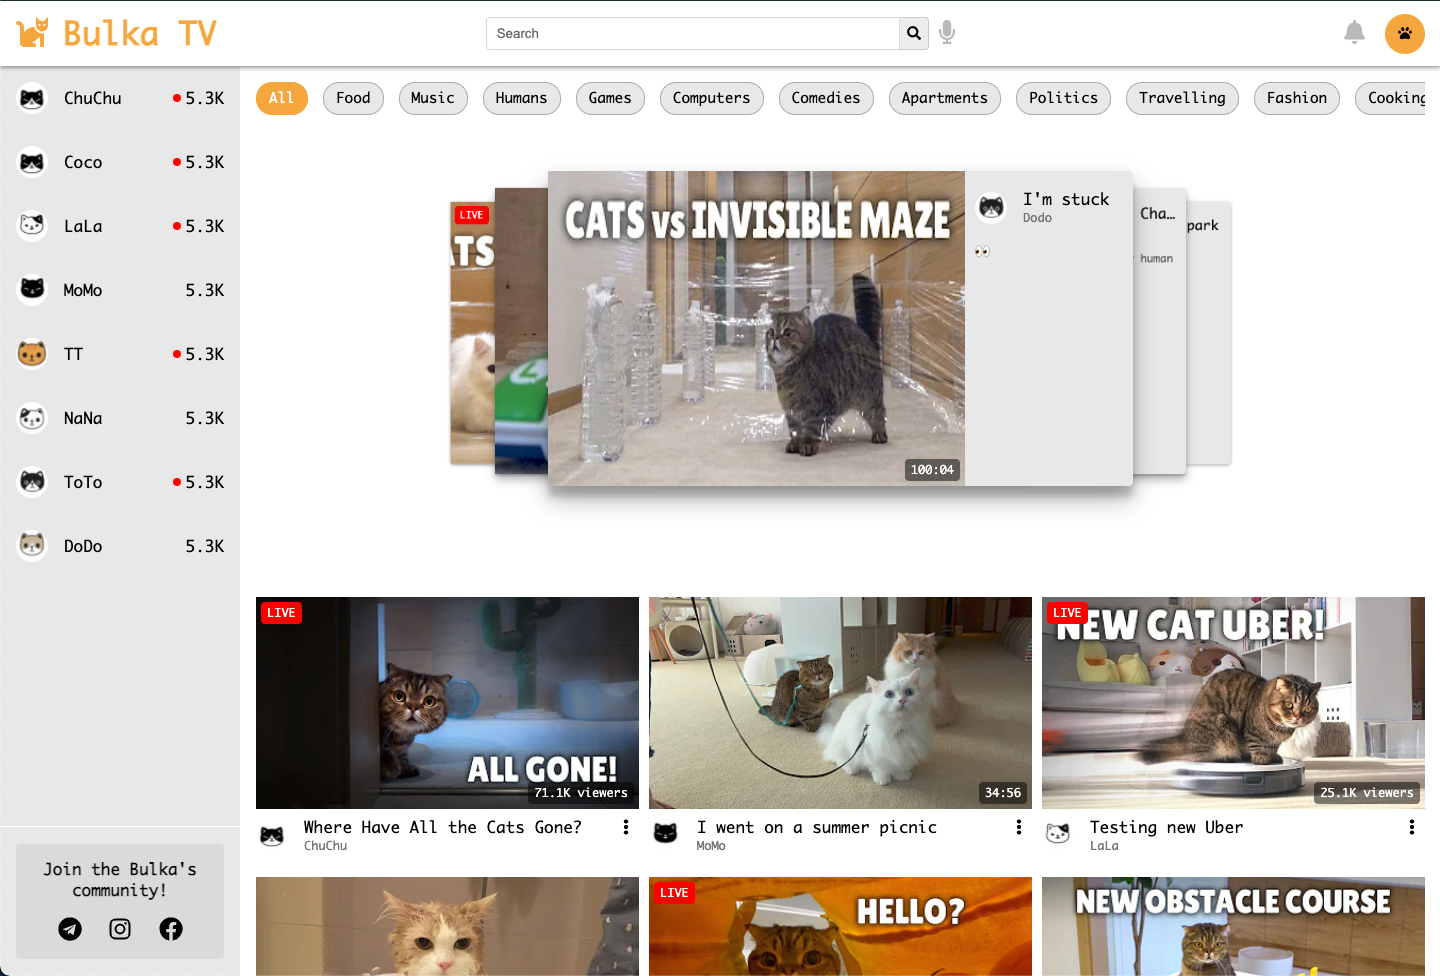 Bulka TV
Search
ChuChu 5.3K
Coco 5.3K
LaLa 5.3K
MoMo 5.3K
TT 5.3K
NaNa 5.3K
ToTo 5.3K
DoDo 5.3K
Join the Bulka's
community!
All Food Music Humans Games Computers Comedies Apartments Politics Travelling Fashion Cooking
LIVE
ATS
CATS vs INVISIBLE MAZE
100:04
I'm stuck
Dodo
👀
Cha…
human
park
LIVE
ALL GONE!
71.1K viewers
Where Have All the Cats Gone?
ChuChu
34:56
I went on a summer picnic
MoMo
LIVE
NEW CAT UBER!
25.1K viewers
Testing new Uber
LaLa
LIVE
HELLO?
NEW OBSTACLE COURSE